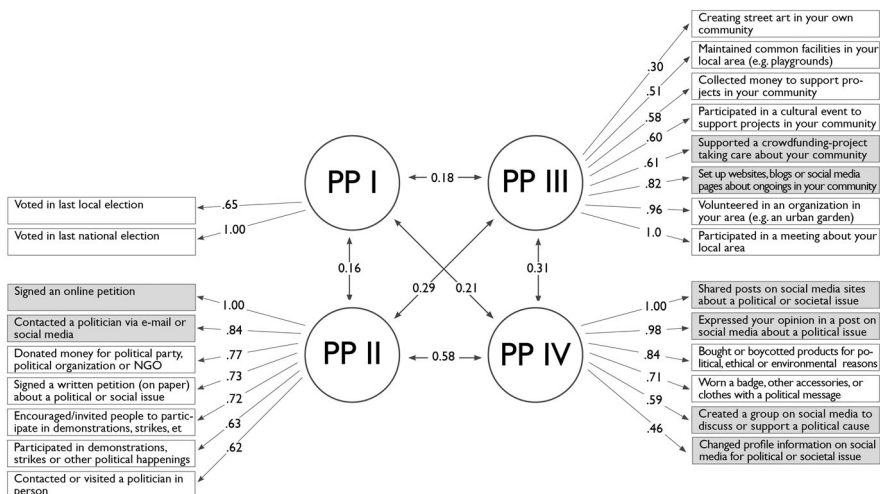 Creating street art in your own
community
Maintained common facilities in your
local area (e.g. playgrounds)
Collected money to support pro-
jects in your community
Participated in a cultural event to
support projects in your community
Supported a crowdfunding-project
taking care about your community
Set up websites, blogs or social media
pages about ongoings in your community
Volunteered in an organization in
your area (e.g. an urban garden)
Participated in a meeting about your
local area
.30
.51
.58
.60
.61
.82
.96
1.0
PP I
0.18
PP III
Voted in last local election
.65
Voted in last national election
1.00
0.16
0.29
0.21
0.31
Signed an online petition
1.00
Contacted a politician via e-mail or
social media
.84
Donated money for political party,
political organization or NGO
.77
Signed a written petition (on paper)
about a political or social issue
.73
Encouraged/invited people to partic-
ipate in demonstrations, strikes, et
.72
Participated in demonstrations,
strikes or other political happenings
.63
Contacted or visited a politician in
person
.62
PP II
0.58
PP IV
1.00
Shared posts on social media sites
about a political or societal issue
.98
Expressed your opinion in a post on
social media about a political issue
.84
Bought or boycotted products for po-
litical, ethical or environmental reasons
.71
Worn a badge, other accessories, or
clothes with a political message
.59
Created a group on social media to
discuss or support a political cause
.46
Changed profile information on social
media for political or societal issue